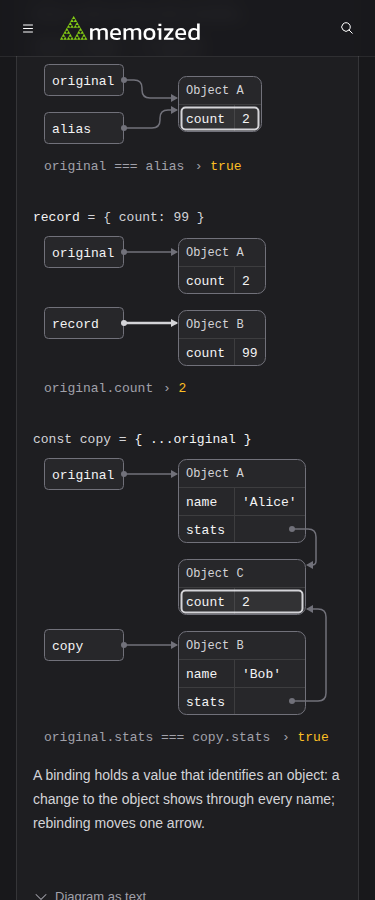 memoized
original
Object A
count 2
alias
original === alias › true
record = { count: 99 }
original
Object A
count 2
record
Object B
count 99
original.count › 2
const copy = { ...original }
original
Object A
name 'Alice'
stats
Object C
count 2
copy
Object B
name 'Bob'
stats
original.stats === copy.stats › true
A binding holds a value that identifies an object: a
change to the object shows through every name;
rebinding moves one arrow.
Diagram as text